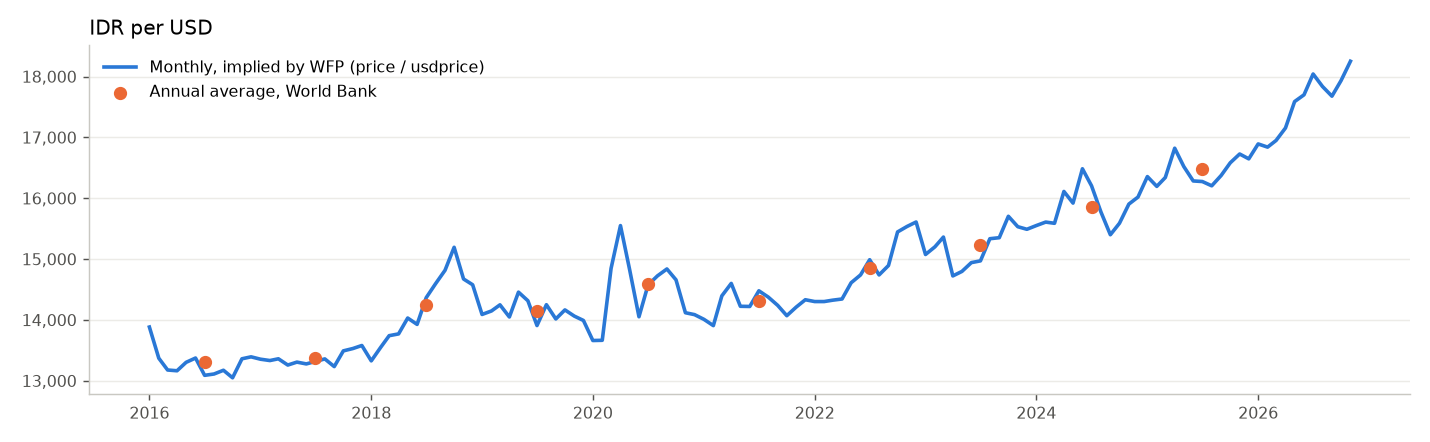 IDR per USD
Monthly, implied by WFP (price / usdprice)
Annual average, World Bank
18,000
17,000
16,000
15,000
14,000
13,000
2016 2018 2020 2022 2024 2026